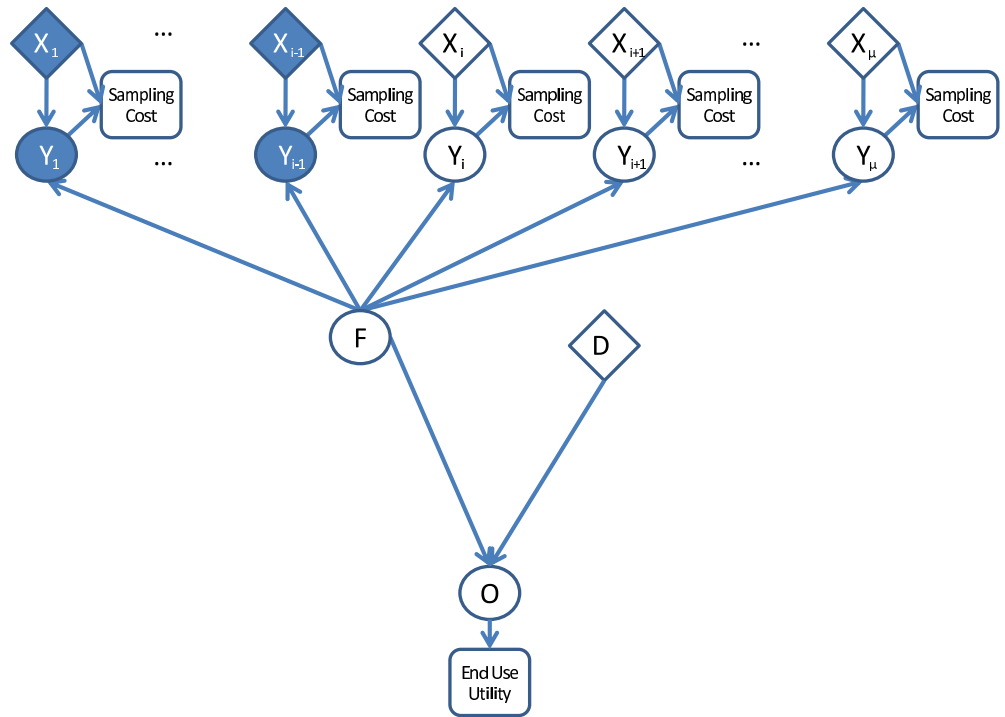 X1 ... Xi-1 Xi Xi+1 ... Xμ
Sampling Cost
Sampling Cost
Sampling Cost
Sampling Cost
Sampling Cost
Y1 ... Yi-1 Yi Yi+1 ... Yμ
F
D
O
End Use
Utility